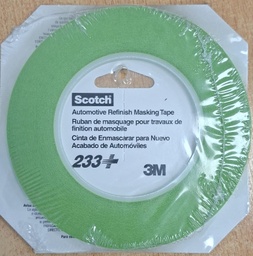 Scotch
Automotive Refinish Masking Tape
Ruban de masquage pour travaux de
finition automobile
Cinta de Enmascarar para Nuevo
Acabado de Automóviles
233+
3M